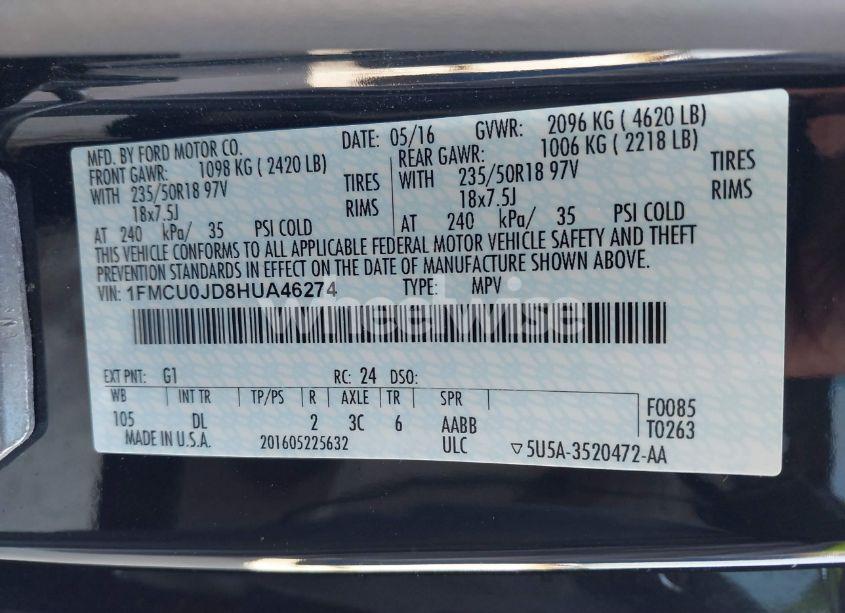 MFD. BY FORD MOTOR CO. DATE: 05/16 GVWR: 2096 KG ( 4620 LB)
FRONT GAWR: 1098 KG ( 2420 LB) REAR GAWR: 1006 KG ( 2218 LB)
WITH 235/50R18 97V TIRES WITH 235/50R18 97V TIRES
18x7.5J RIMS 18x7.5J RIMS
AT 240 kPa/ 35 PSI COLD AT 240 kPa/ 35 PSI COLD
THIS VEHICLE CONFORMS TO ALL APPLICABLE FEDERAL MOTOR VEHICLE SAFETY AND THEFT
PREVENTION STANDARDS IN EFFECT ON THE DATE OF MANUFACTURE SHOWN ABOVE.
VIN: 1FMCU0JD8HUA46274 TYPE: MPV
wheelwise
EXT PNT: G1 RC: 24 DSO:
WB INT TR TP/PS R AXLE TR SPR
105 DL 2 3C 6 AABB F0085
MADE IN U.S.A. 201605225632 ULC T0263
▽5U5A-3520472-AA